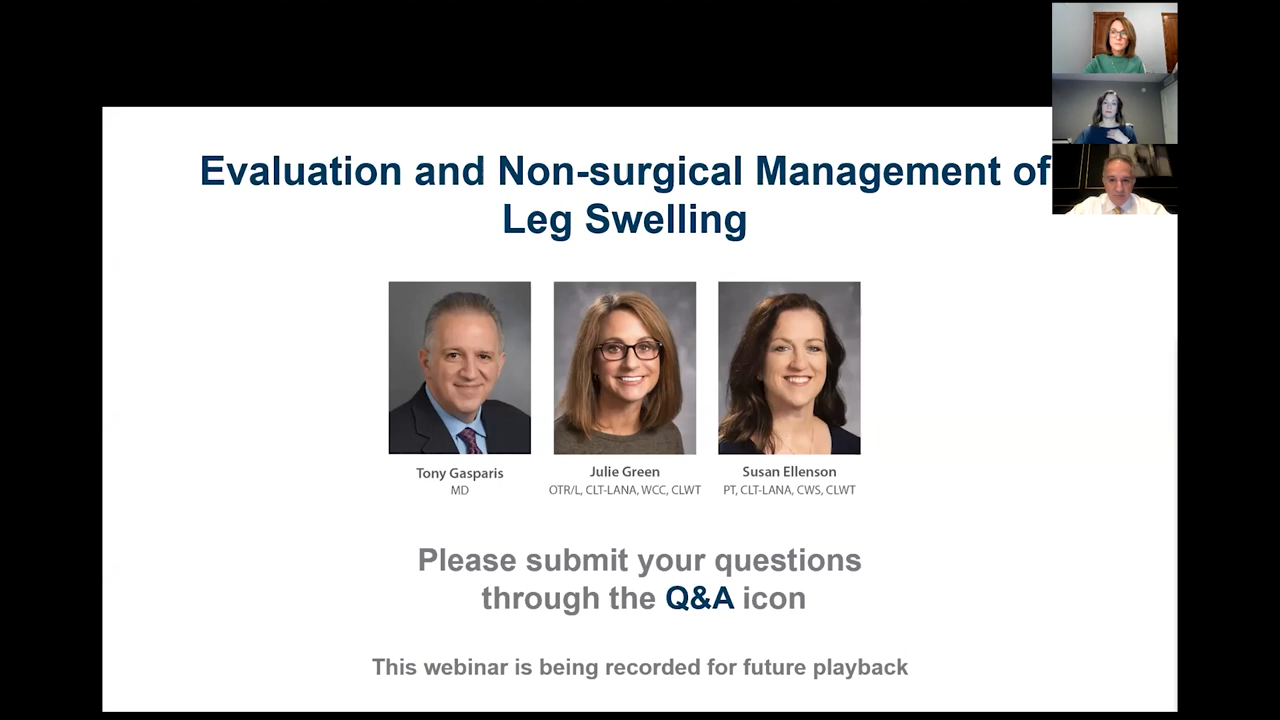 Evaluation and Non-surgical Management of
Leg Swelling
Tony Gasparis
MD
Julie Green
OTR/L, CLT-LANA, WCC, CLWT
Susan Ellenson
PT, CLT-LANA, CWS, CLWT
Please submit your questions
through the Q&A icon
This webinar is being recorded for future playback